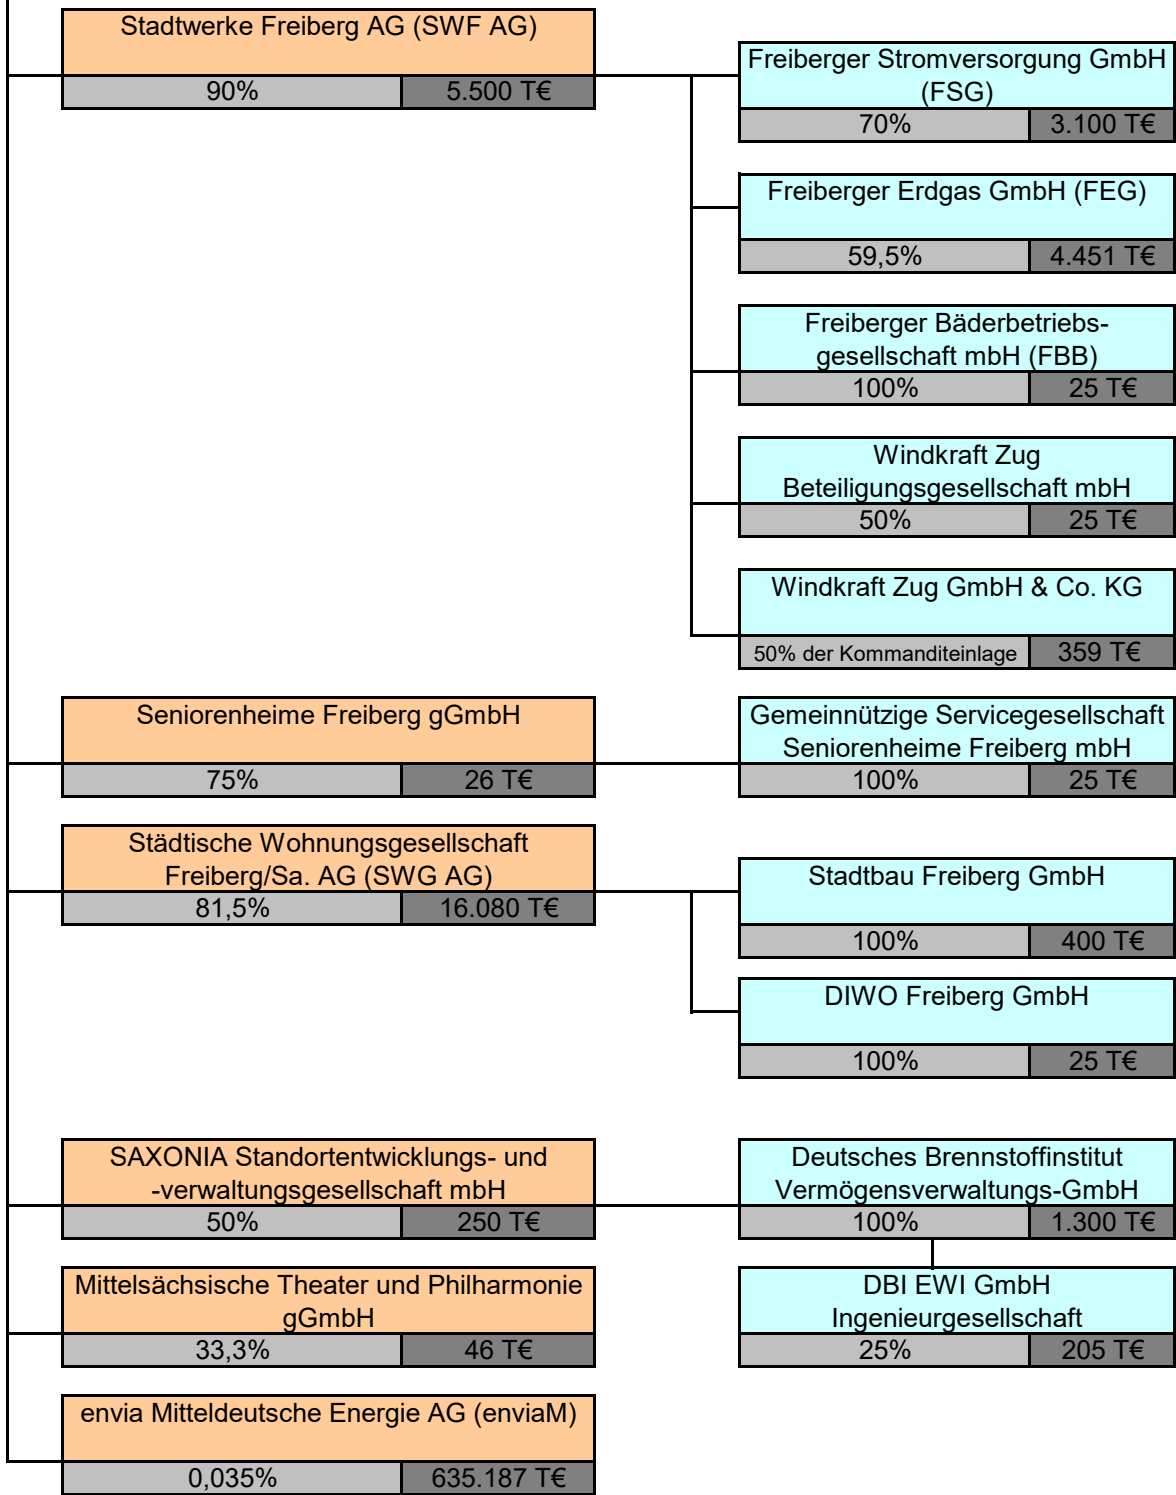 Stadtwerke Freiberg AG (SWF AG)
90% 5.500 T€
Freiberger Stromversorgung GmbH
(FSG)
70% 3.100 T€
Freiberger Erdgas GmbH (FEG)
59,5% 4.451 T€
Freiberger Bäderbetriebs-
gesellschaft mbH (FBB)
100% 25 T€
Windkraft Zug
Beteiligungsgesellschaft mbH
50% 25 T€
Windkraft Zug GmbH & Co. KG
50% der Kommanditeinlage 359 T€
Seniorenheime Freiberg gGmbH
75% 26 T€
Gemeinnützige Servicegesellschaft
Seniorenheime Freiberg mbH
100% 25 T€
Städtische Wohnungsgesellschaft
Freiberg/Sa. AG (SWG AG)
81,5% 16.080 T€
Stadtbau Freiberg GmbH
100% 400 T€
DIWO Freiberg GmbH
100% 25 T€
SAXONIA Standortentwicklungs- und
-verwaltungsgesellschaft mbH
50% 250 T€
Deutsches Brennstoffinstitut
Vermögensverwaltungs-GmbH
100% 1.300 T€
DBI EWI GmbH
Ingenieurgesellschaft
25% 205 T€
Mittelsächsische Theater und Philharmonie
gGmbH
33,3% 46 T€
envia Mitteldeutsche Energie AG (enviaM)
0,035% 635.187 T€